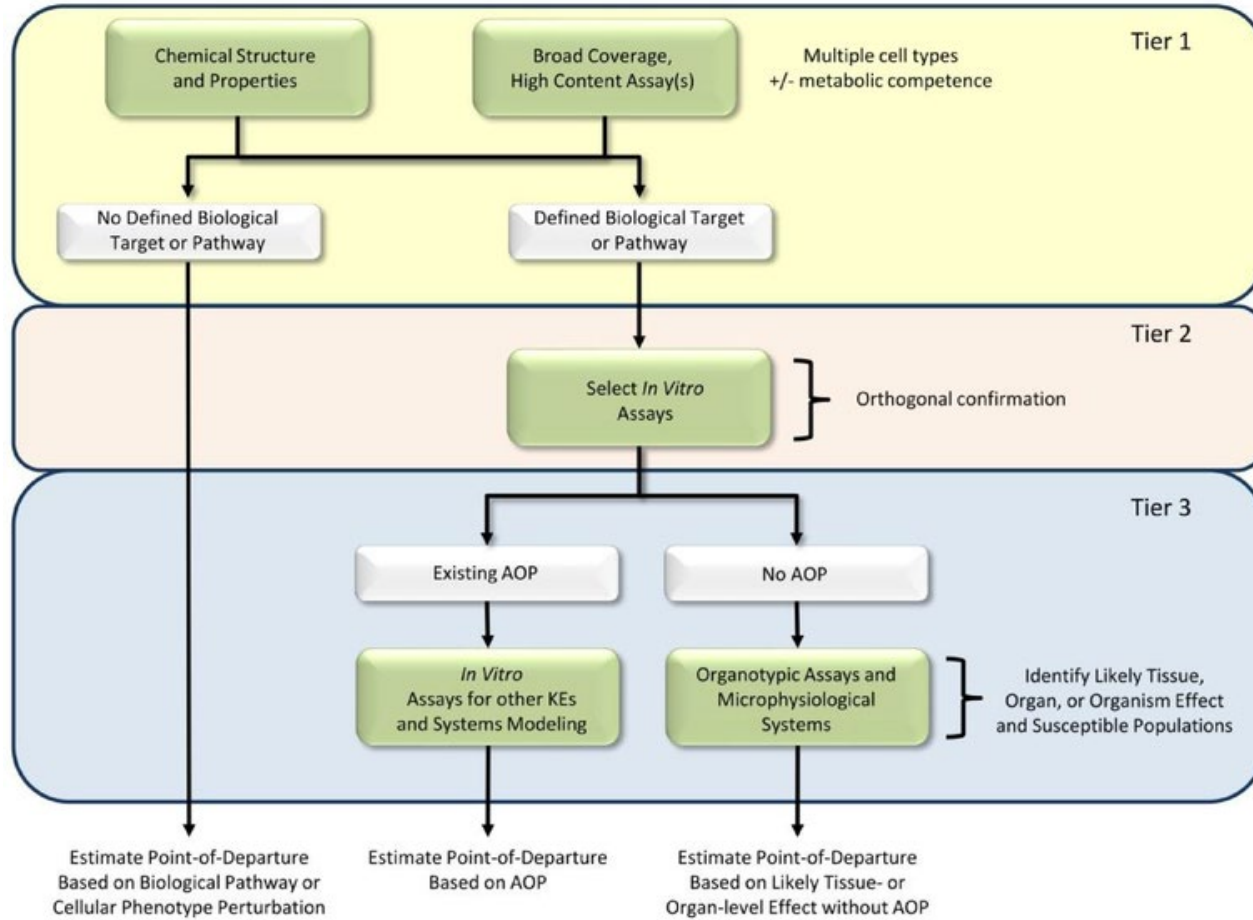 Tier 1
Chemical Structure
and Properties
Broad Coverage,
High Content Assay(s)
Multiple cell types
+/- metabolic competence
No Defined Biological
Target or Pathway
Defined Biological Target
or Pathway
Tier 2
Select In Vitro
Assays
Orthogonal confirmation
Tier 3
Existing AOP
No AOP
In Vitro
Assays for other KEs
and Systems Modeling
Organotypic Assays and
Microphysiological
Systems
Identify Likely Tissue,
Organ, or Organism Effect
and Susceptible Populations
Estimate Point-of-Departure
Based on Biological Pathway or
Cellular Phenotype Perturbation
Estimate Point-of-Departure
Based on AOP
Estimate Point-of-Departure
Based on Likely Tissue- or
Organ-level Effect without AOP